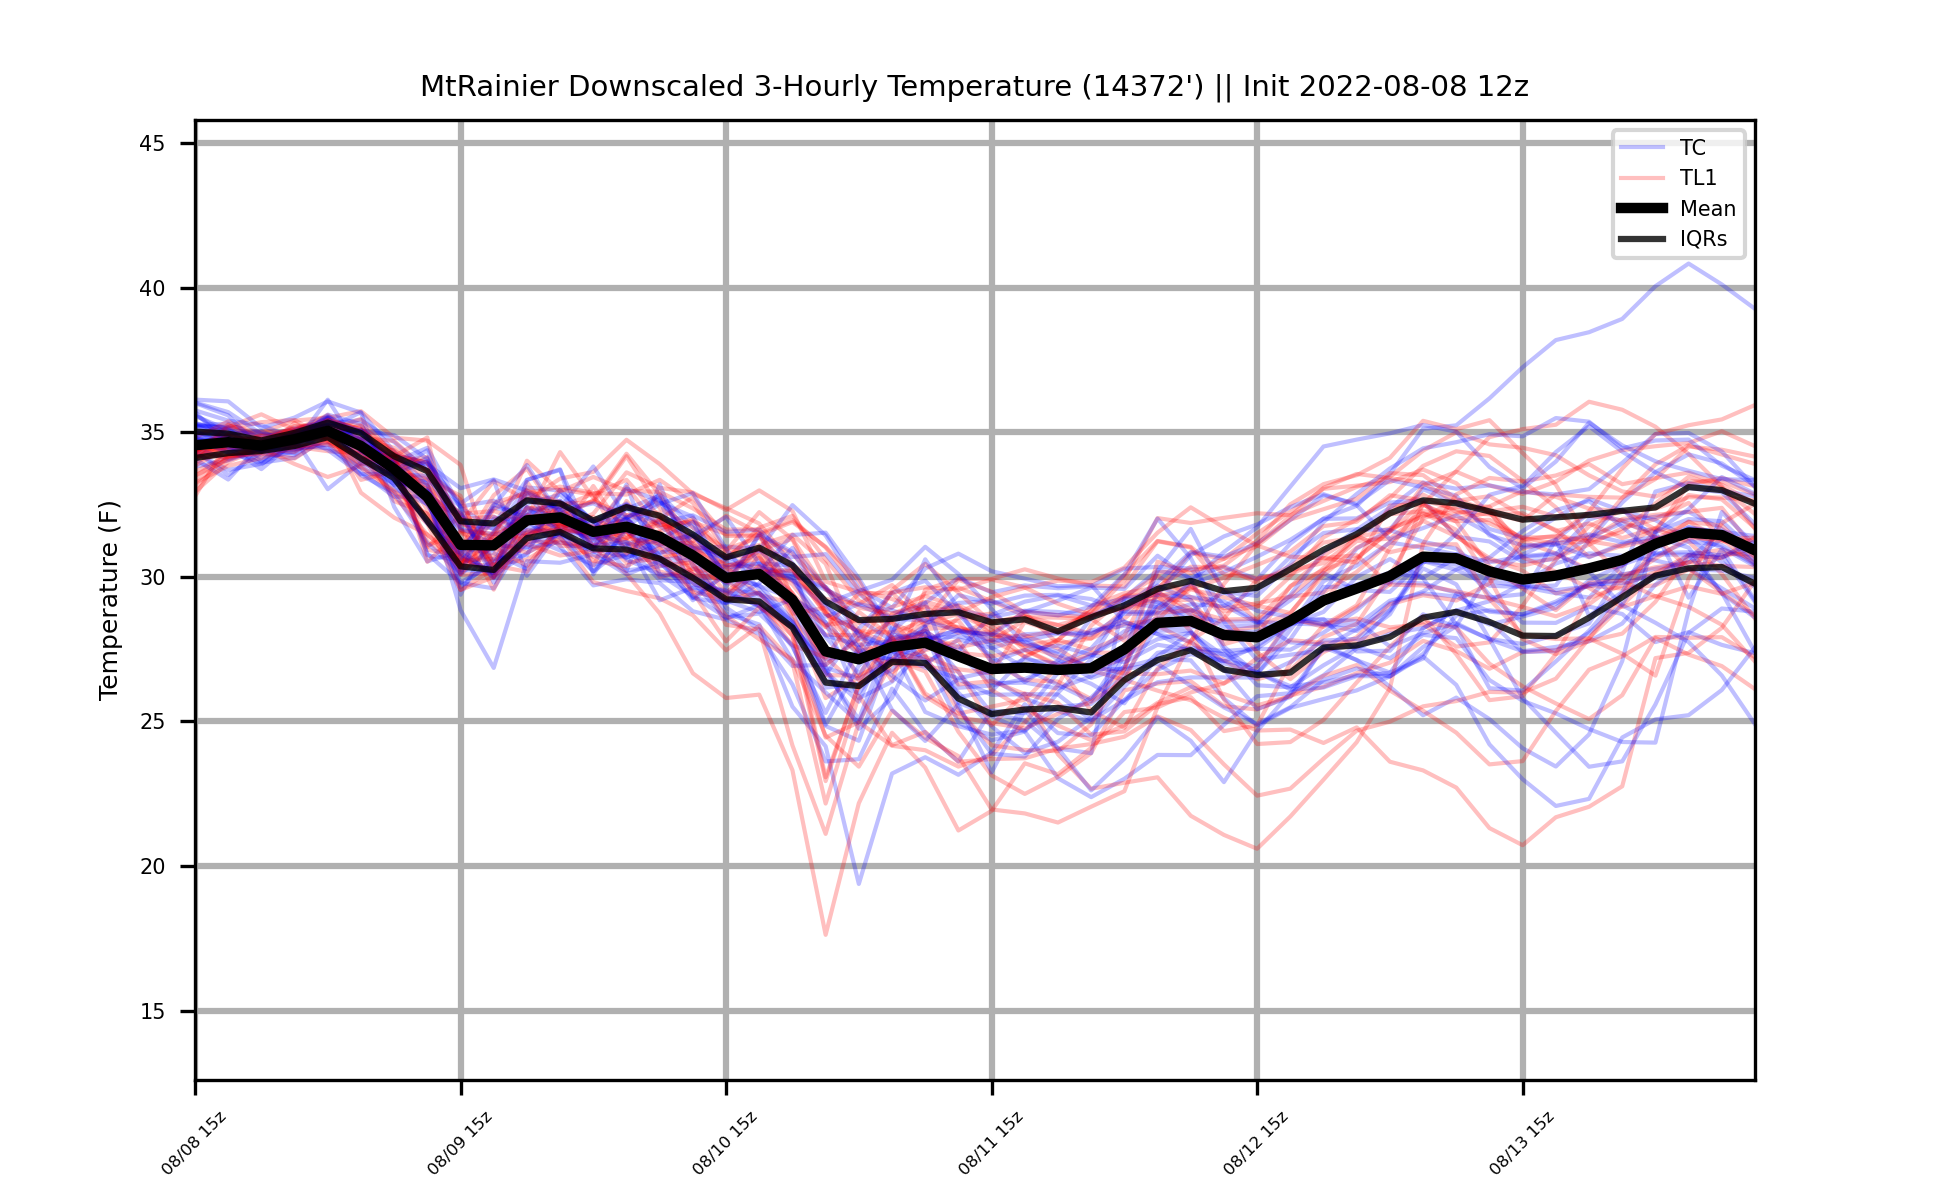 MtRainier Downscaled 3-Hourly Temperature (14372') || Init 2022-08-08 12z
TC
TL1
Mean
IQRs
Temperature (F)
45
40
35
30
25
20
15
08/08 15z
08/09 15z
08/10 15z
08/11 15z
08/12 15z
08/13 15z